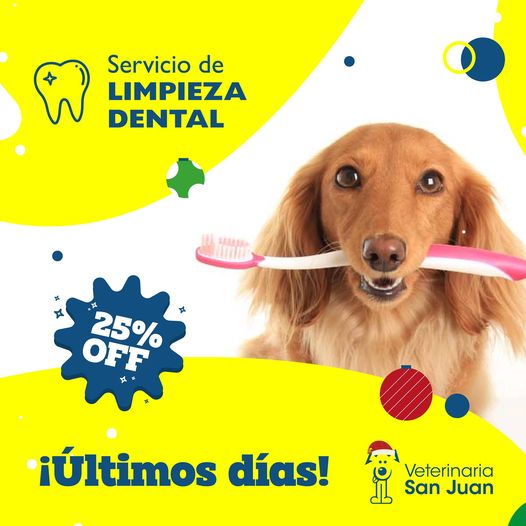 Servicio de
LIMPIEZA
DENTAL
25%
OFF
¡Últimos días!
Veterinaria
San Juan